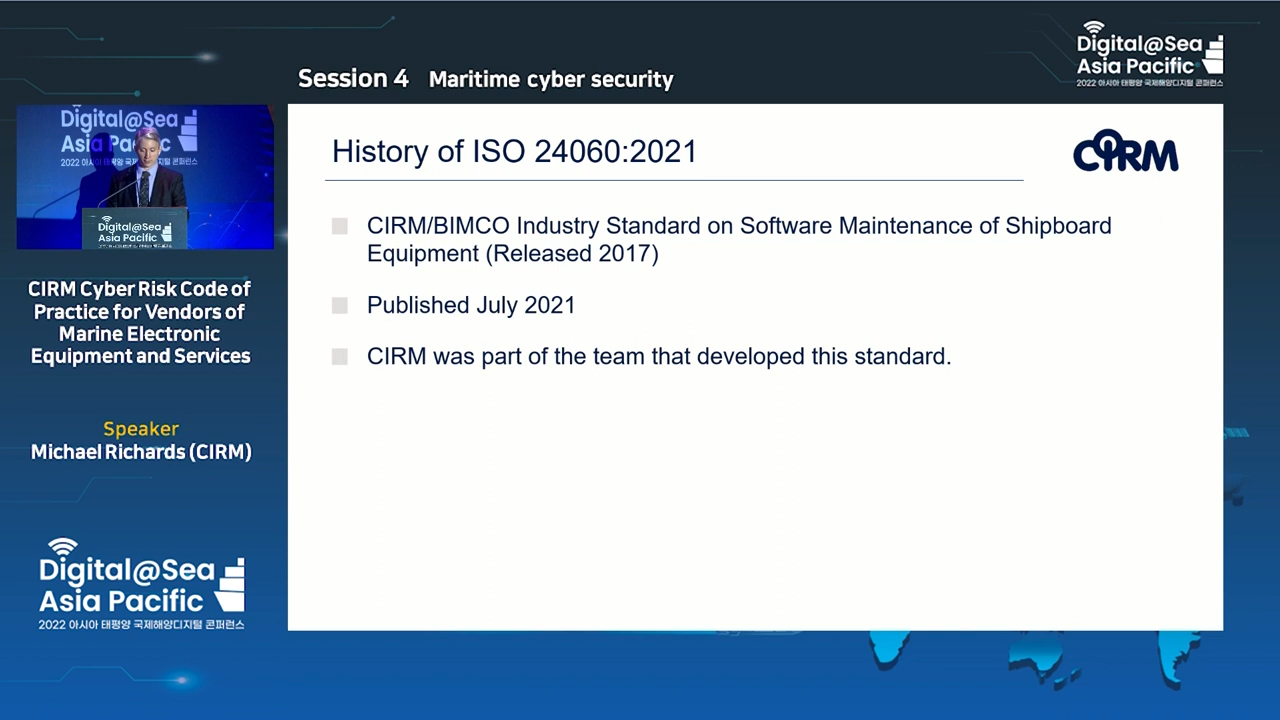 Session 4 Maritime cyber security
Digital@Sea
Asia Pacific
2022 아시아 태평양 국제해양디지털 콘퍼런스
Digital@Sea
Asia Pacific
2022 아시아 태평양 국제해양디지털 콘퍼런스
Digital@Sea
Asia Pacific
CIRM Cyber Risk Code of
Practice for Vendors of
Marine Electronic
Equipment and Services
Speaker
Michael Richards (CIRM)
Digital@Sea
Asia Pacific
2022 아시아 태평양 국제해양디지털 콘퍼런스
History of ISO 24060:2021
CIRM
CIRM/BIMCO Industry Standard on Software Maintenance of Shipboard
Equipment (Released 2017)
Published July 2021
CIRM was part of the team that developed this standard.